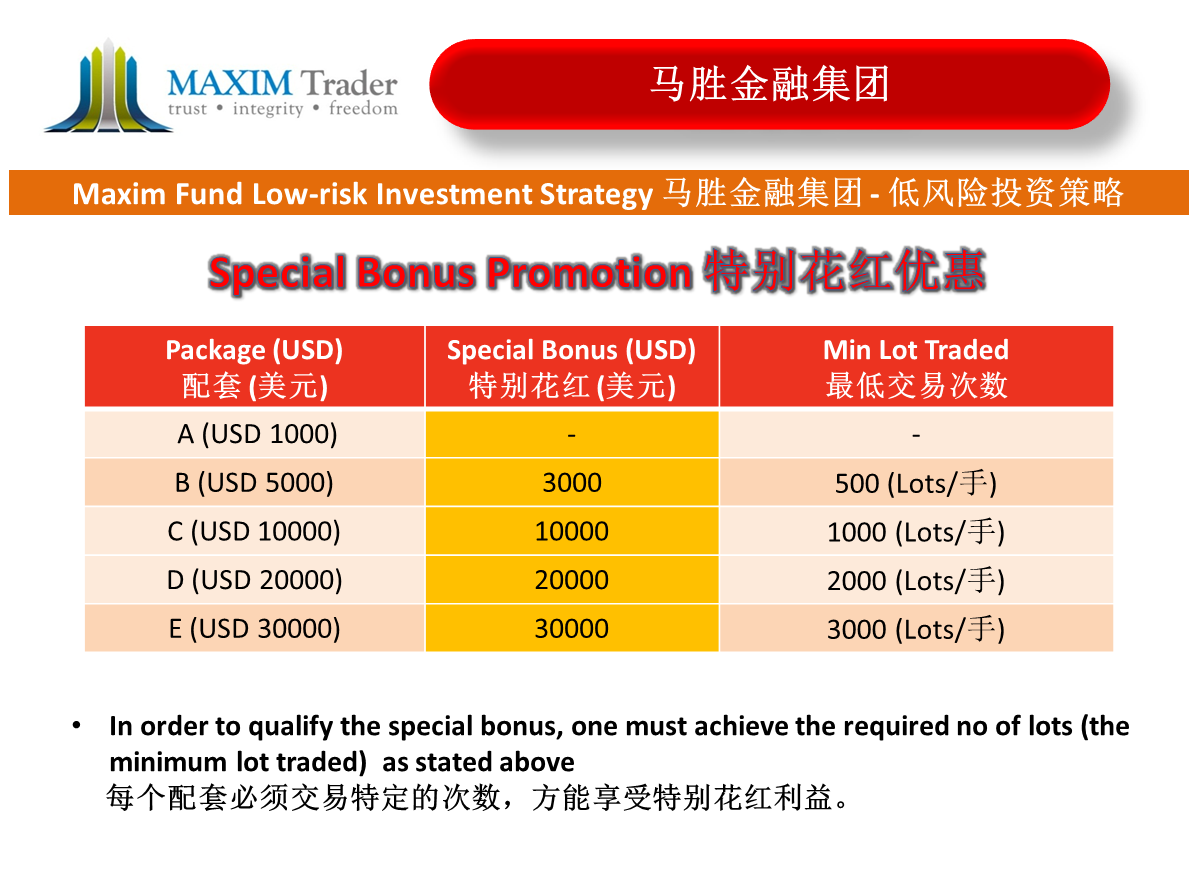 MAXIM Trader
trust • integrity • freedom
马胜金融集团
Maxim Fund Low-risk Investment Strategy 马胜金融集团 - 低风险投资策略
Special Bonus Promotion 特别花红优惠
Package (USD) Special Bonus (USD) Min Lot Traded
配套 (美元) 特别花红 (美元) 最低交易次数
A (USD 1000) - -
B (USD 5000) 3000 500 (Lots/手)
C (USD 10000) 10000 1000 (Lots/手)
D (USD 20000) 20000 2000 (Lots/手)
E (USD 30000) 30000 3000 (Lots/手)
• In order to qualify the special bonus, one must achieve the required no of lots (the
minimum lot traded) as stated above
每个配套必须交易特定的次数，方能享受特别花红利益。